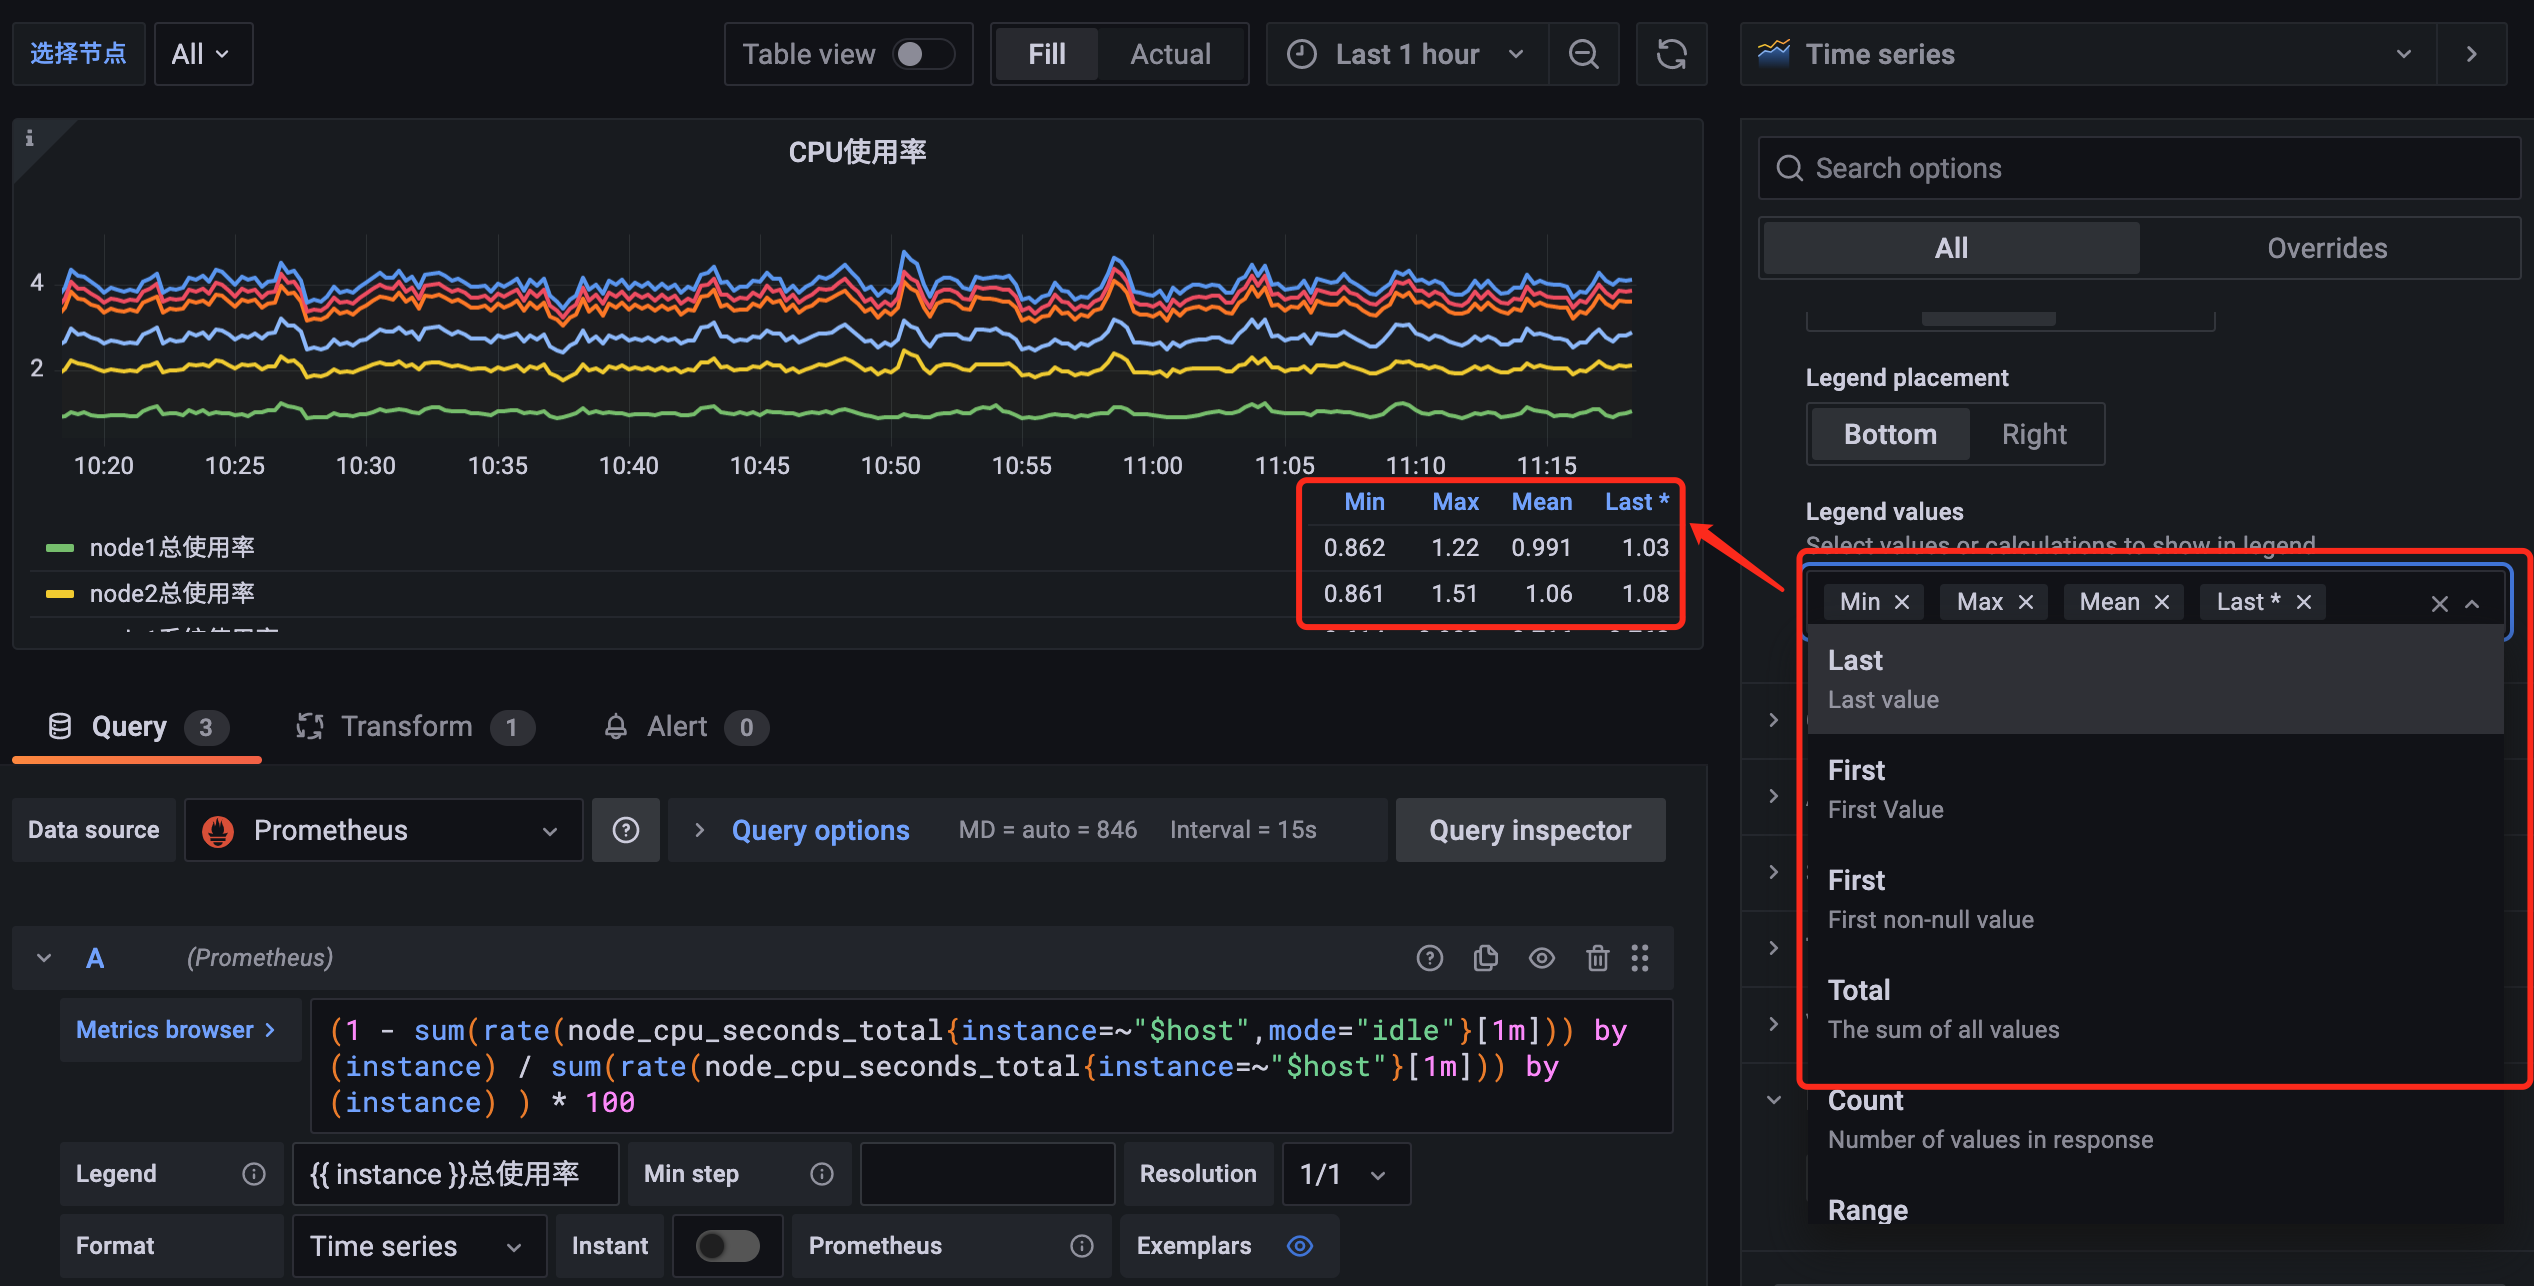 选择节点
All
Table view
Fill
Actual
Last 1 hour
Time series
CPU使用率
4
2
10:20 10:25 10:30 10:35 10:40 10:45 10:50 10:55 11:00 11:05 11:10 11:15
Min Max Mean Last *
node1总使用率 0.862 1.22 0.991 1.03
node2总使用率 0.861 1.51 1.06 1.08
Query 3
Transform 1
Alert 0
Data source
Prometheus
Query options
MD = auto = 846
Interval = 15s
Query inspector
A
(Prometheus)
Metrics browser
(1 - sum(rate(node_cpu_seconds_total{instance=~"$host",mode="idle"}[1m])) by
(instance) / sum(rate(node_cpu_seconds_total{instance=~"$host"}[1m])) by
(instance) ) * 100
Legend
{{ instance }}总使用率
Min step
Resolution
1/1
Format
Time series
Instant
Prometheus
Exemplars
Search options
All
Overrides
Legend placement
Bottom
Right
Legend values
Select values or calculations to show in legend
Min
Max
Mean
Last *
Last
Last value
First
First Value
First
First non-null value
Total
The sum of all values
Count
Number of values in response
Range